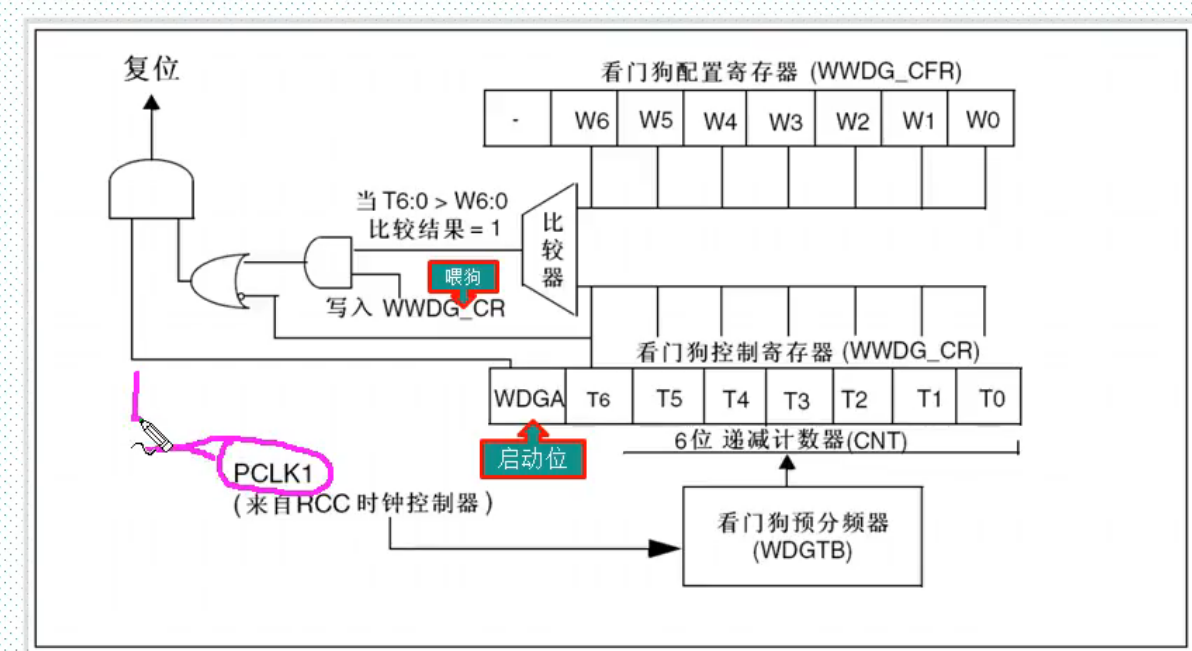 复位
看门狗配置寄存器 (WWDG_CFR)
- W6 W5 W4 W3 W2 W1 W0
当 T6:0 > W6:0
比较结果 = 1
比较器
喂狗
写入 WWDG_CR
看门狗控制寄存器 (WWDG_CR)
WDGA T6 T5 T4 T3 T2 T1 T0
启动位
6位 递减计数器(CNT)
PCLK1
(来自RCC 时钟控制器)
看门狗预分频器
(WDGTB)